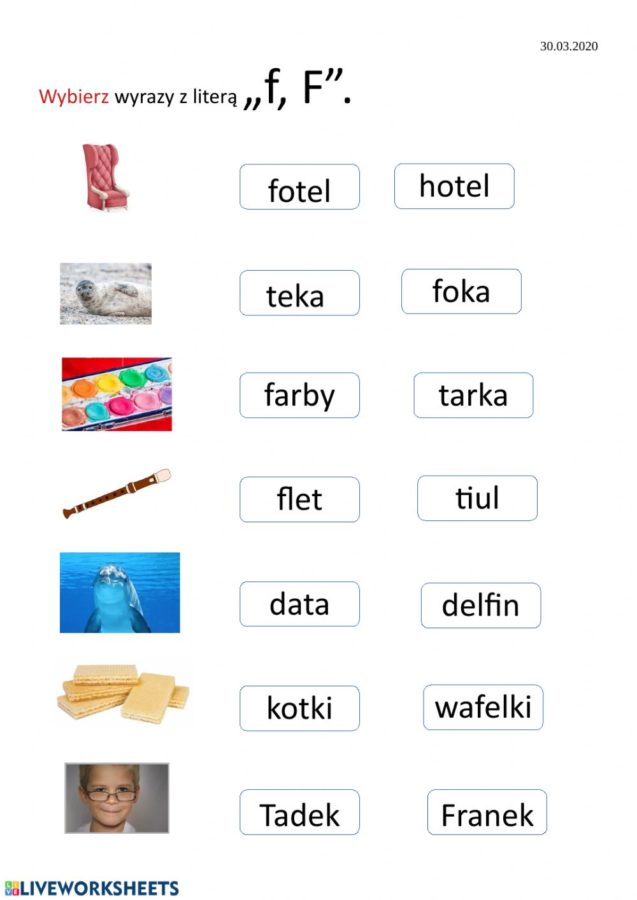 30.03.2020
Wybierz wyrazy z literą „f, F”.
fotel hotel
teka foka
farby tarka
flet tiul
data delfin
kotki wafelki
Tadek Franek
LIVEWORKSHEETS